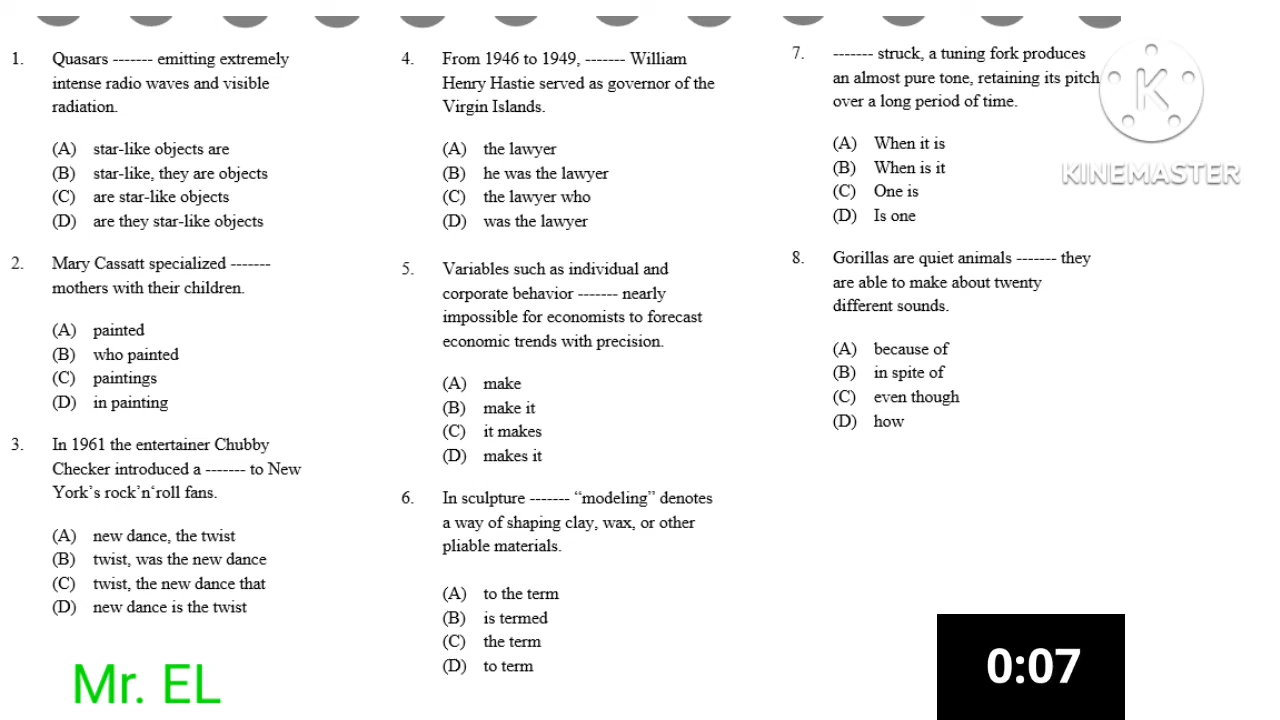 1. Quasars ------- emitting extremely
intense radio waves and visible
radiation.
(A) star-like objects are
(B) star-like, they are objects
(C) are star-like objects
(D) are they star-like objects
2. Mary Cassatt specialized -------
mothers with their children.
(A) painted
(B) who painted
(C) paintings
(D) in painting
3. In 1961 the entertainer Chubby
Checker introduced a ------- to New
York’s rock’n‘roll fans.
(A) new dance, the twist
(B) twist, was the new dance
(C) twist, the new dance that
(D) new dance is the twist
Mr. EL
4. From 1946 to 1949, ------- William
Henry Hastie served as governor of the
Virgin Islands.
(A) the lawyer
(B) he was the lawyer
(C) the lawyer who
(D) was the lawyer
5. Variables such as individual and
corporate behavior ------- nearly
impossible for economists to forecast
economic trends with precision.
(A) make
(B) make it
(C) it makes
(D) makes it
6. In sculpture ------- “modeling” denotes
a way of shaping clay, wax, or other
pliable materials.
(A) to the term
(B) is termed
(C) the term
(D) to term
7. ------- struck, a tuning fork produces
an almost pure tone, retaining its pitch
over a long period of time.
(A) When it is
(B) When is it
(C) One is
(D) Is one
8. Gorillas are quiet animals ------- they
are able to make about twenty
different sounds.
(A) because of
(B) in spite of
(C) even though
(D) how
K
KINEMASTER
0:07